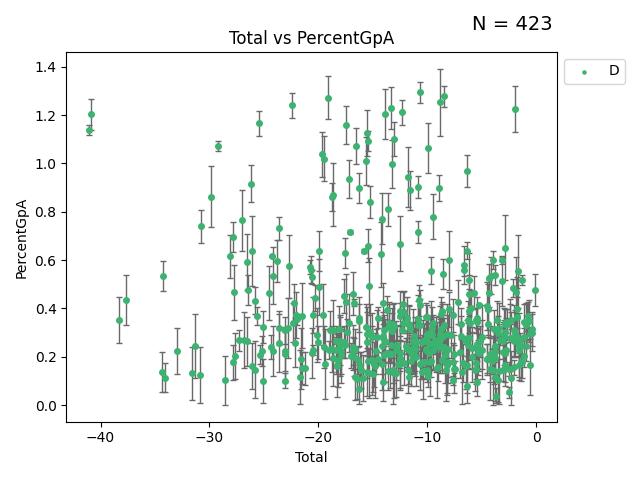 N = 423
Total vs PercentGpA
D
PercentGpA
1.4
1.2
1.0
0.8
0.6
0.4
0.2
0.0
−40 −30 −20 −10 0
Total